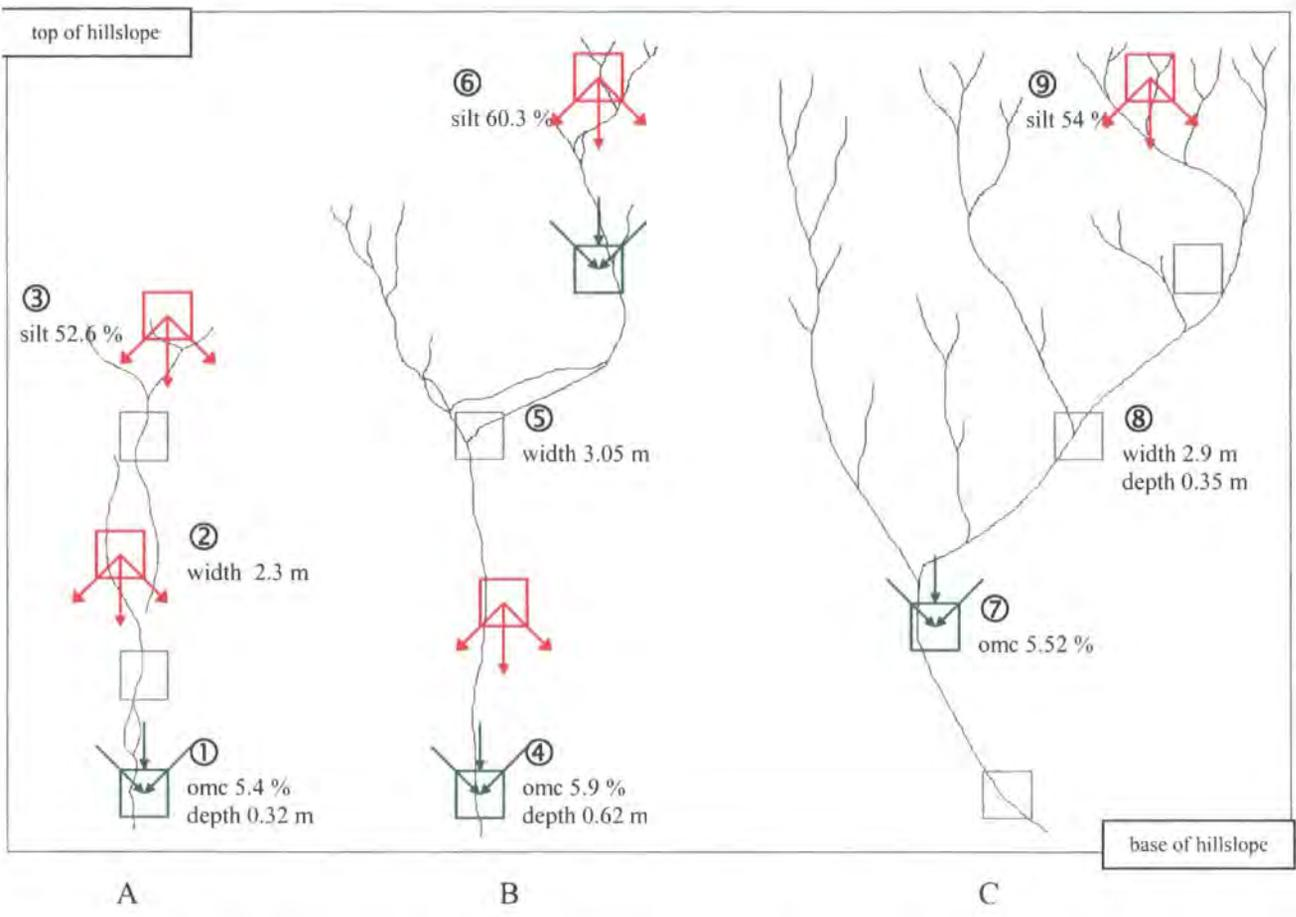 top of hillslope
⑥
silt 60.3 %
⑨
silt 54 %
③
silt 52.6 %
⑤
width 3.05 m
⑧
width 2.9 m
depth 0.35 m
②
width 2.3 m
⑦
omc 5.52 %
①
omc 5.4 %
depth 0.32 m
④
omc 5.9 %
depth 0.62 m
base of hillslope
A
B
C